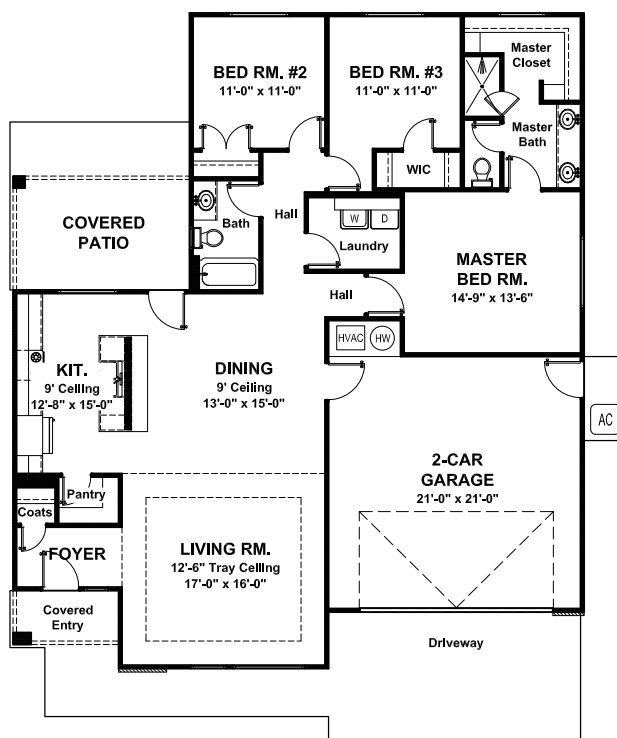 BED RM. #2
11'-0" x 11'-0"
BED RM. #3
11'-0" x 11'-0"
Master
Closet
Master
Bath
WIC
COVERED
PATIO
Bath
Hall
W
D
Laundry
MASTER
BED RM.
14'-9" x 13'-6"
Hall
HVAC
HW
KIT.
9' Ceiling
12'-8" x 15'-0"
DINING
9' Ceiling
13'-0" x 15'-0"
AC
2-CAR
GARAGE
21'-0" x 21'-0"
Pantry
Coats
FOYER
LIVING RM.
12'-6" Tray Ceiling
17'-0" x 16'-0"
Covered
Entry
Driveway